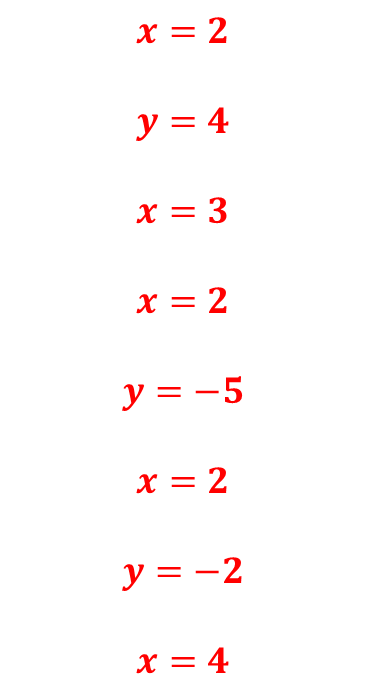 x = 2
y = 4
x = 3
x = 2
y = −5
x = 2
y = −2
x = 4